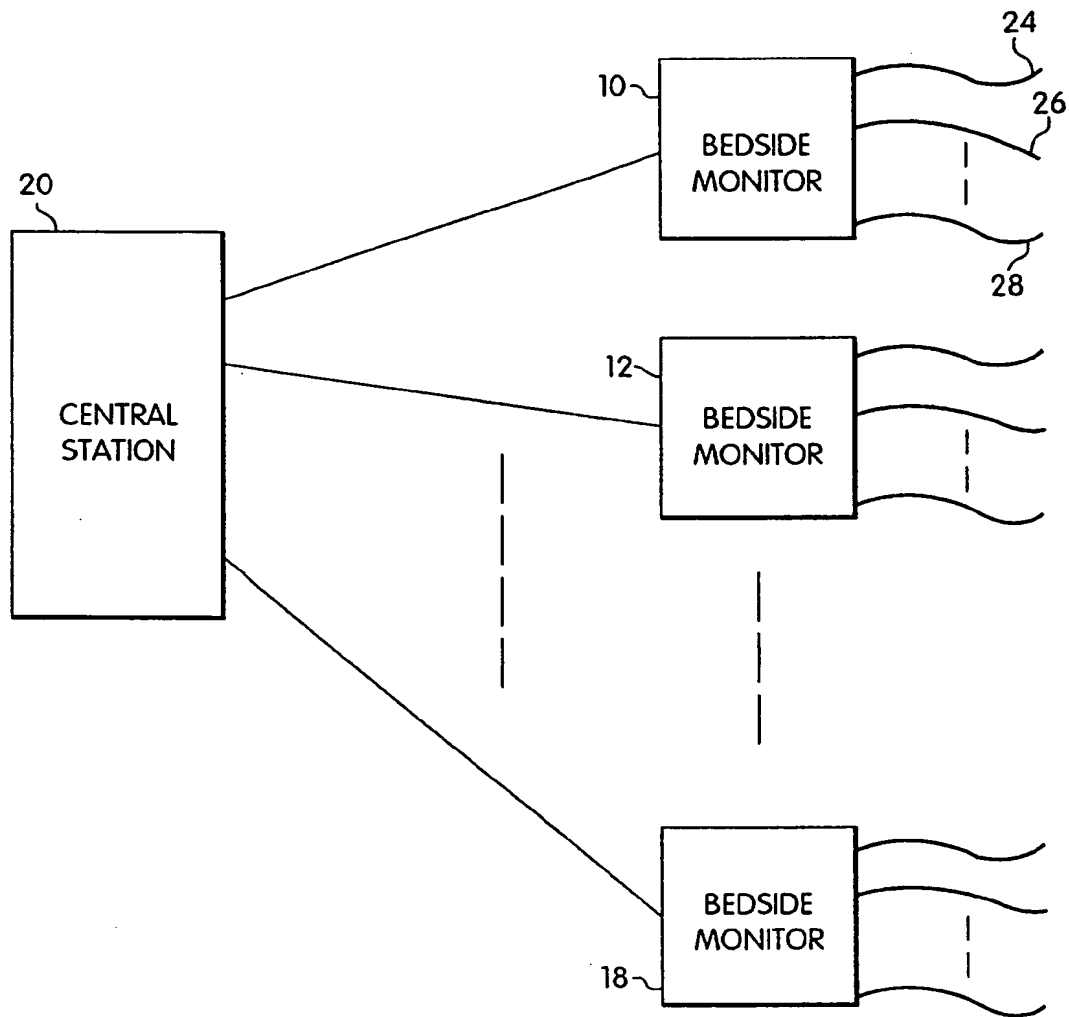 24
10
26
BEDSIDE
MONITOR
20
28
12
CENTRAL
STATION
BEDSIDE
MONITOR
BEDSIDE
MONITOR
18